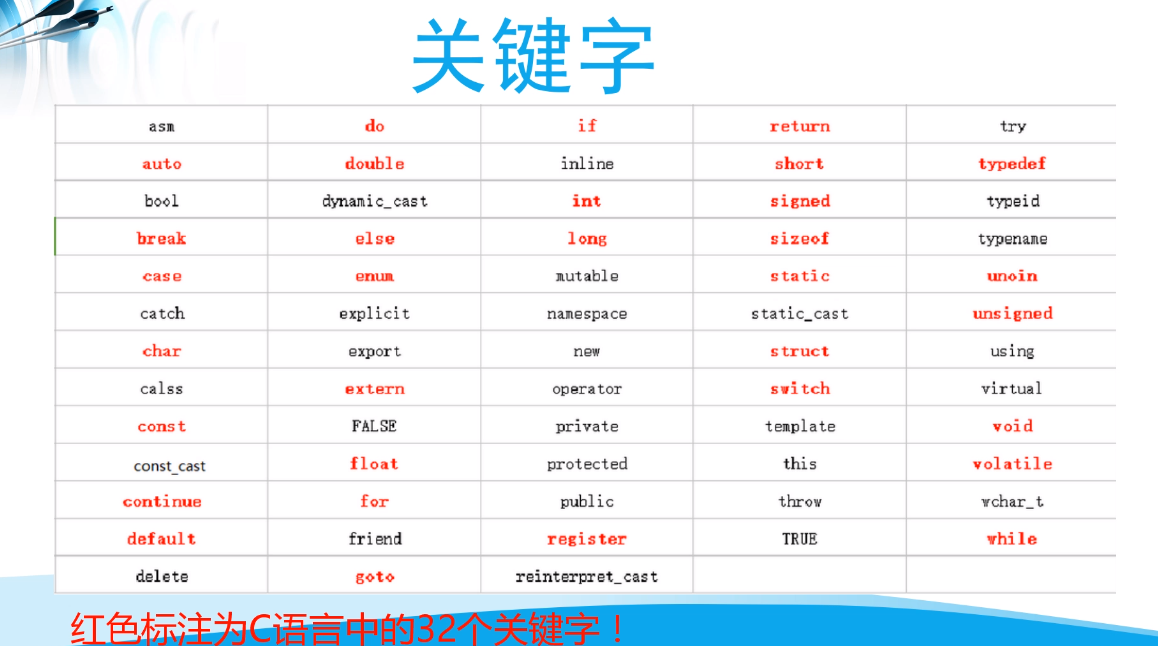 关键字
asm do if return try
auto double inline short typedef
bool dynamic_cast int signed typeid
break else long sizeof typename
case enum mutable static unoin
catch explicit namespace static_cast unsigned
char export new struct using
calss extern operator switch virtual
const FALSE private template void
const_cast float protected this volatile
continue for public throw wchar_t
default friend register TRUE while
delete goto reinterpret_cast
红色标注为C语言中的32个关键字！